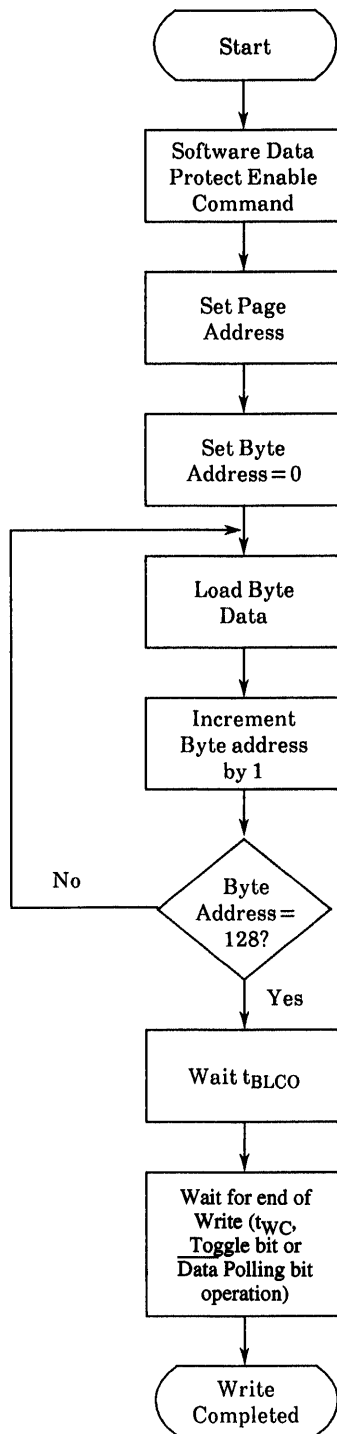 Start
Software Data
Protect Enable
Command
Set Page
Address
Set Byte
Address=0
Load Byte
Data
Increment
Byte address
by 1
No
Byte
Address=
128?
Yes
Wait tBLCO
Wait for end of
Write (tWC,
Toggle bit or
Data Polling bit
operation)
Write
Completed